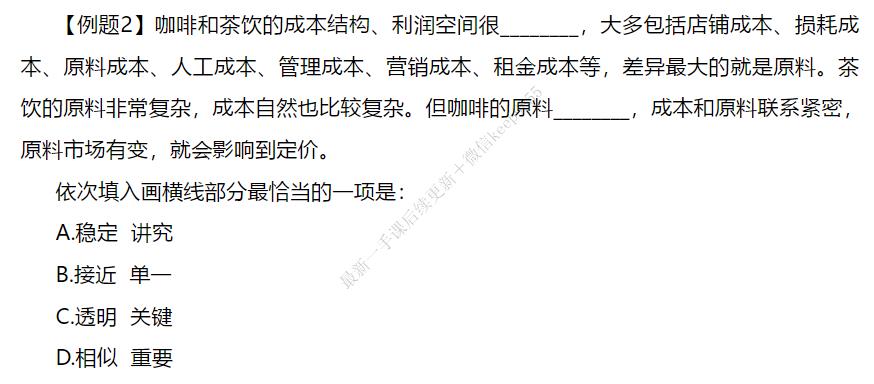 【例题2】咖啡和茶饮的成本结构、利润空间很________，大多包括店铺成本、损耗成
本、原料成本、人工成本、管理成本、营销成本、租金成本等，差异最大的就是原料。茶
饮的原料非常复杂，成本自然也比较复杂。但咖啡的原料________，成本和原料联系紧密，
原料市场有变，就会影响到定价。
依次填入画横线部分最恰当的一项是：
A.稳定 讲究
B.接近 单一
C.透明 关键
D.相似 重要
最新一手课后续更新＋微信